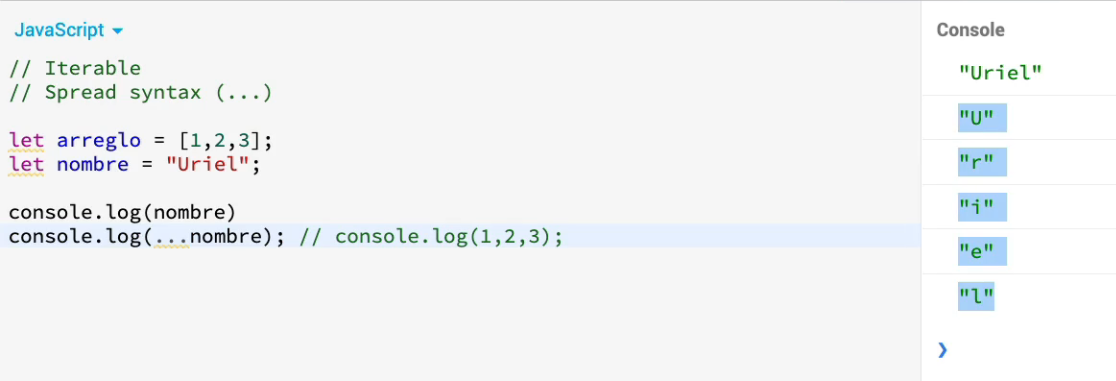 JavaScript
// Iterable
// Spread syntax (...)
let arreglo = [1,2,3];
let nombre = "Uriel";
console.log(nombre)
console.log(...nombre); // console.log(1,2,3);
Console
"Uriel"
"U"
"r"
"i"
"e"
"l"